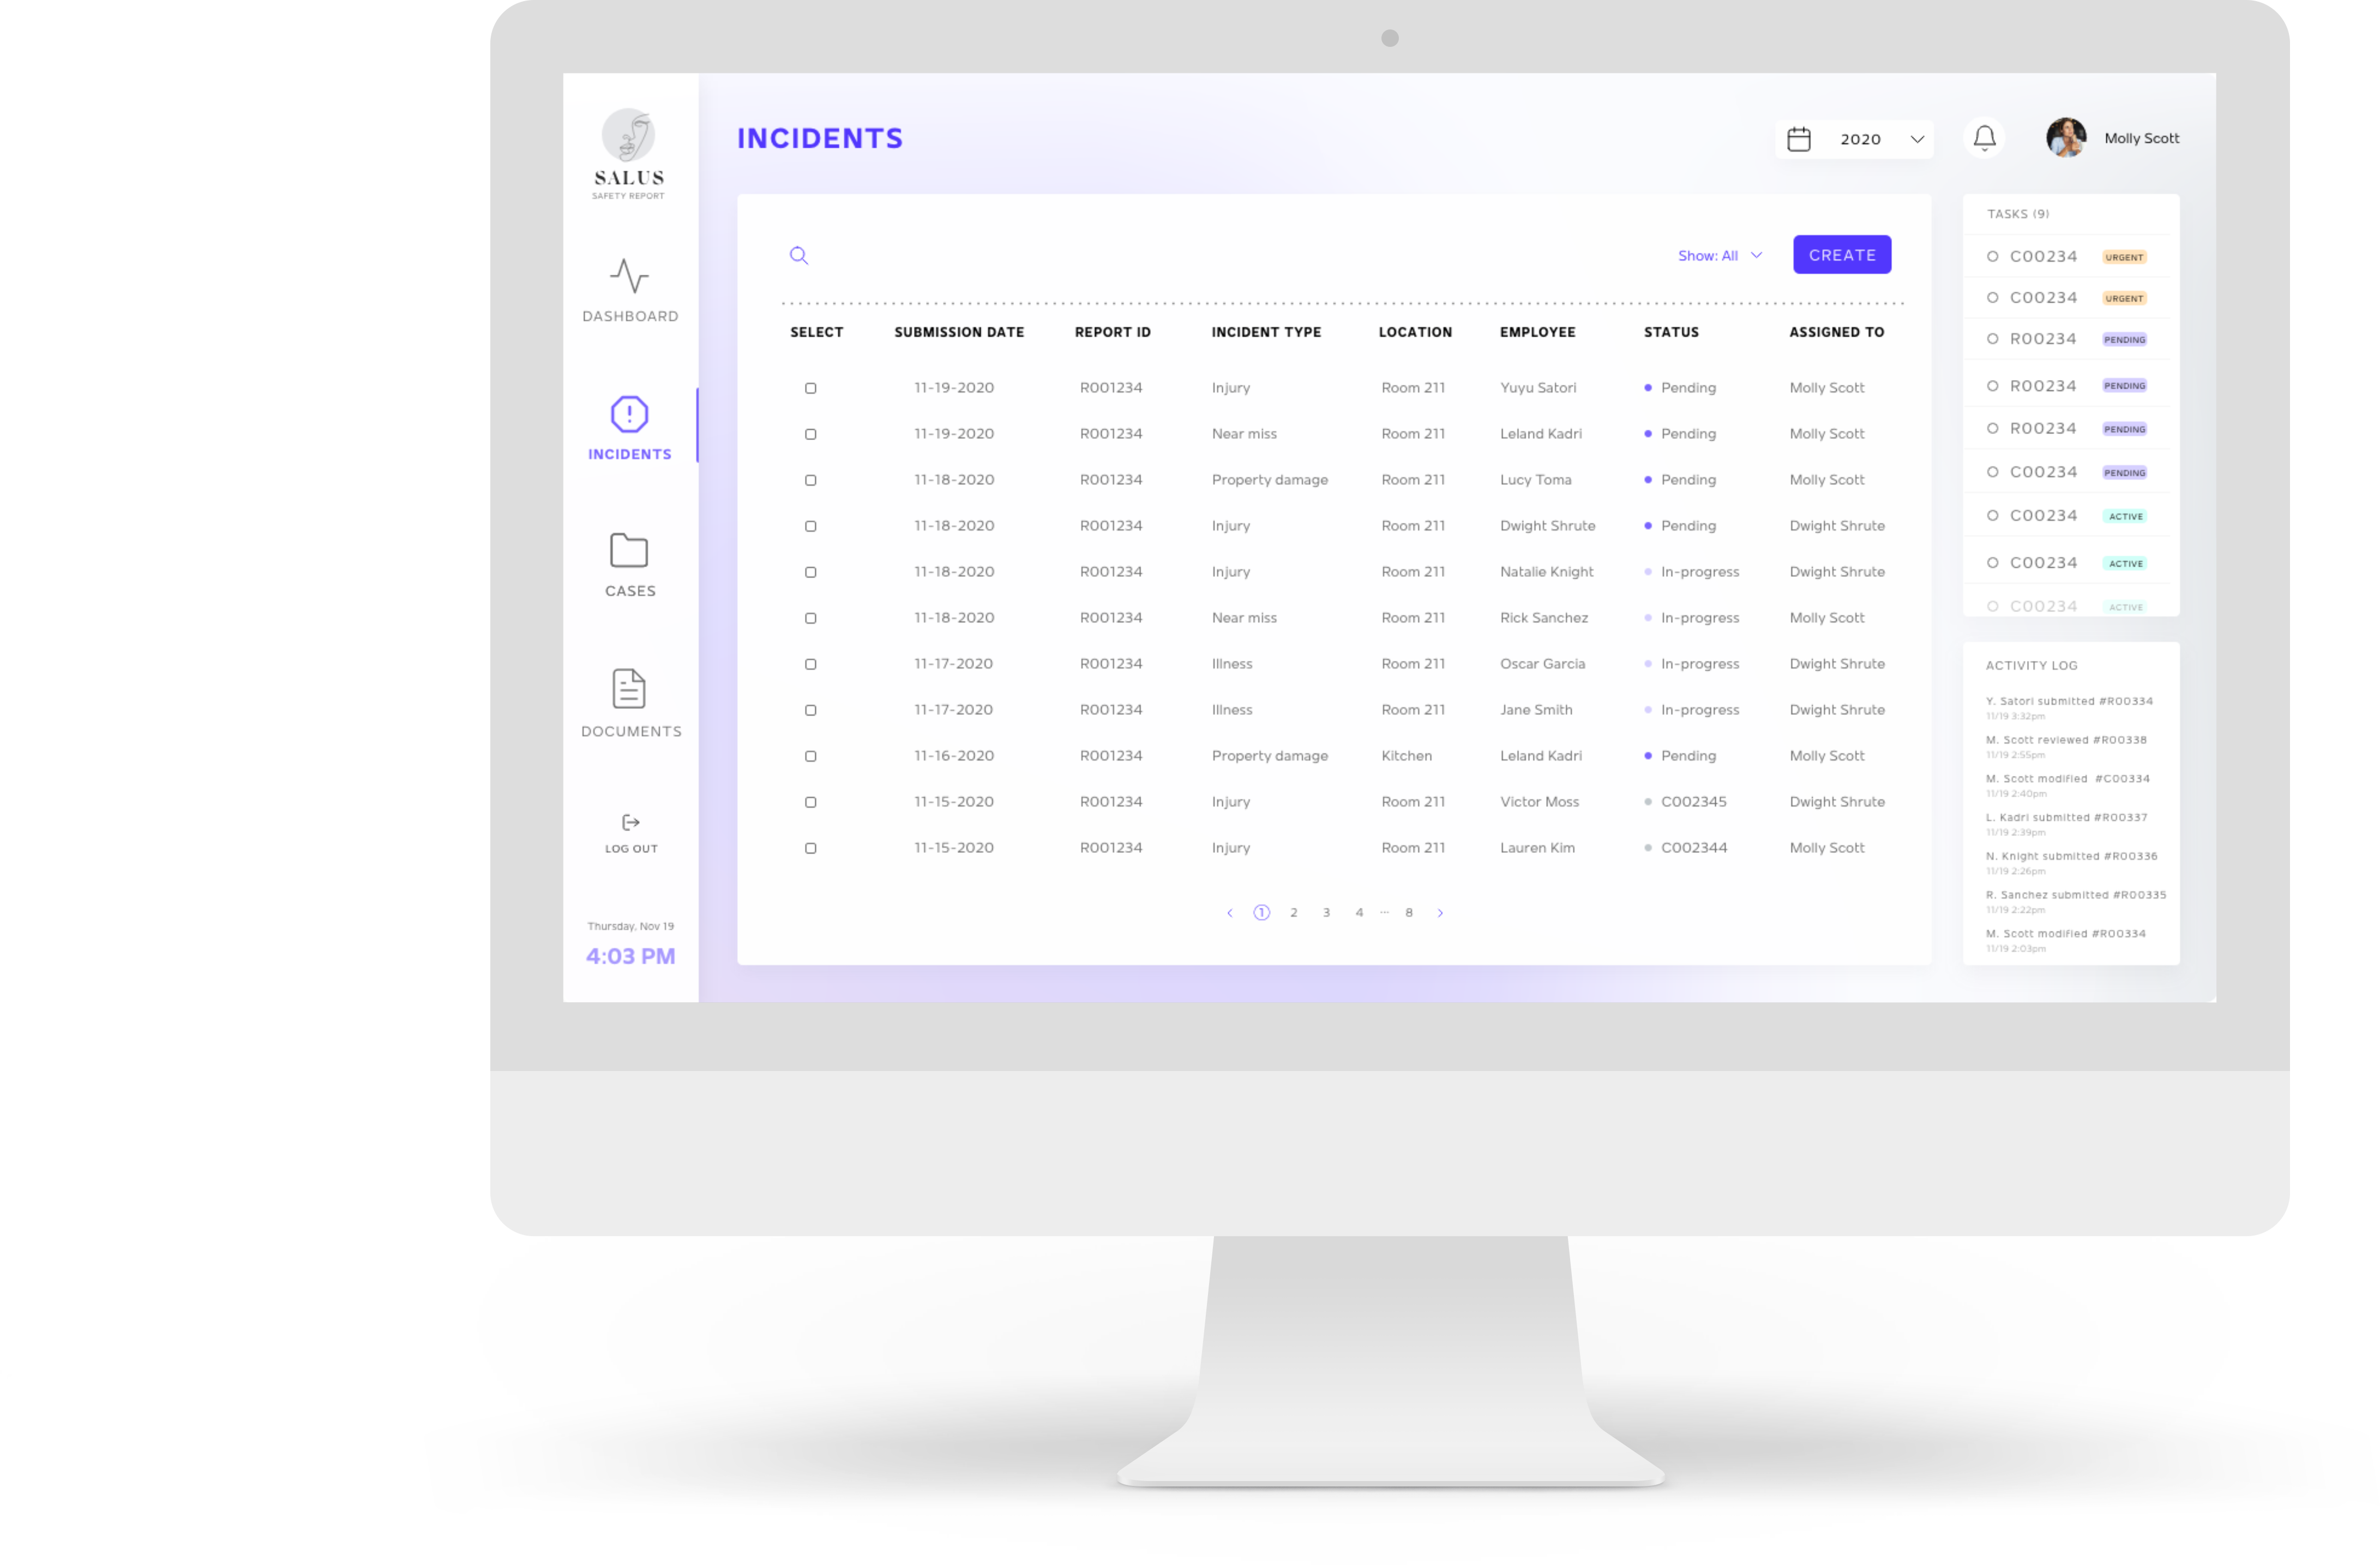 SALUS
SAFETY REPORT
DASHBOARD
INCIDENTS
CASES
DOCUMENTS
LOG OUT
Thursday, Nov 19
4:03 PM
INCIDENTS
2020
Molly Scott
Show: All
CREATE
SELECT SUBMISSION DATE REPORT ID INCIDENT TYPE LOCATION EMPLOYEE STATUS ASSIGNED TO
11-19-2020 R001234 Injury Room 211 Yuyu Satori Pending Molly Scott
11-19-2020 R001234 Near miss Room 211 Leland Kadri Pending Molly Scott
11-18-2020 R001234 Property damage Room 211 Lucy Toma Pending Molly Scott
11-18-2020 R001234 Injury Room 211 Dwight Shrute Pending Dwight Shrute
11-18-2020 R001234 Injury Room 211 Natalie Knight In-progress Dwight Shrute
11-18-2020 R001234 Near miss Room 211 Rick Sanchez In-progress Molly Scott
11-17-2020 R001234 Illness Room 211 Oscar Garcia In-progress Dwight Shrute
11-17-2020 R001234 Illness Room 211 Jane Smith In-progress Dwight Shrute
11-16-2020 R001234 Property damage Kitchen Leland Kadri Pending Molly Scott
11-15-2020 R001234 Injury Room 211 Victor Moss C002345 Dwight Shrute
11-15-2020 R001234 Injury Room 211 Lauren Kim C002344 Molly Scott
1 2 3 4 ... 8
TASKS (9)
C00234 URGENT
C00234 URGENT
R00234 PENDING
R00234 PENDING
R00234 PENDING
C00234 PENDING
C00234 ACTIVE
C00234 ACTIVE
C00234 ACTIVE
ACTIVITY LOG
Y. Satori submitted #R00334
11/19 3:32pm
M. Scott reviewed #R00338
11/19 2:55pm
M. Scott modified #C00334
11/19 2:40pm
L. Kadri submitted #R00337
11/19 2:39pm
N. Knight submitted #R00336
11/19 2:26pm
R. Sanchez submitted #R00335
11/19 2:22pm
M. Scott modified #R00334
11/19 2:03pm